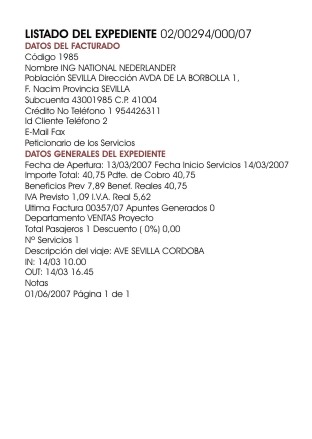 LISTADO DEL EXPEDIENTE 02/00294/000/07
DATOS DEL FACTURADO
Código 1985
Nombre ING NATIONAL NEDERLANDER
Población SEVILLA Dirección AVDA DE LA BORBOLLA 1,
F. Nacim Provincia SEVILLA
Subcuenta 43001985 C.P. 41004
Crédito No Teléfono 1 954426311
Id Cliente Teléfono 2
E-Mail Fax
Peticionario de los Servicios
DATOS GENERALES DEL EXPEDIENTE
Fecha de Apertura: 13/03/2007 Fecha Inicio Servicios 14/03/2007
Importe Total: 40,75 Pdte. de Cobro 40,75
Beneficios Prev 7,89 Benef. Reales 40,75
IVA Previsto 1,09 I.V.A. Real 5,62
Ultima Factura 00357/07 Apuntes Generados 0
Departamento VENTAS Proyecto
Total Pasajeros 1 Descuento ( 0%) 0,00
Nº Servicios 1
Descripción del viaje: AVE SEVILLA CORDOBA
IN: 14/03 10.00
OUT: 14/03 16.45
Notas
01/06/2007 Página 1 de 1